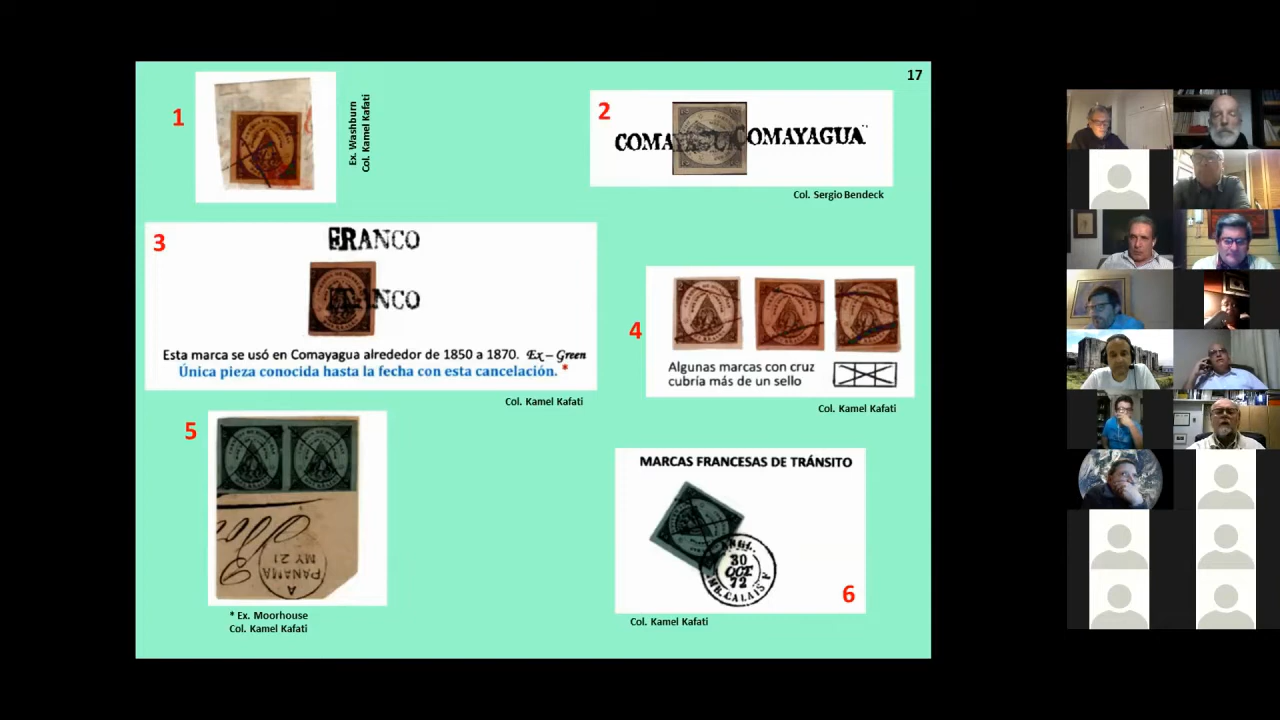 17
1
Ex. Washburn
Col. Kamel Kafati
2
COMAYAGUA
COMAYAGUA
Col. Sergio Bendeck
3
FRANCO
FRANCO
Esta marca se usó en Comayagua alrededor de 1850 a 1870. Ex – Green
Única pieza conocida hasta la fecha con esta cancelación. *
Col. Kamel Kafati
4
Algunas marcas con cruz
cubría más de un sello
Col. Kamel Kafati
5
A
PANAMA
MY 21
* Ex. Moorhouse
Col. Kamel Kafati
MARCAS FRANCESAS DE TRÁNSITO
ANGL.
30
OCT
72
AMB. CALAIS F
6
Col. Kamel Kafati